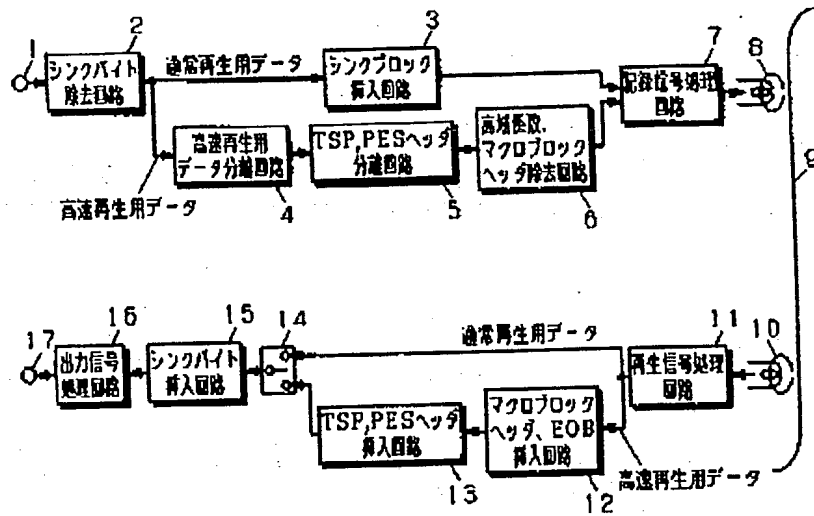 1
2
シンクバイト
除去回路
通常再生用データ
3
シンクブロック
挿入回路
7
記録信号処理
回路
8
9
高速再生用
データ分離回路
4
TSP,PESヘッダ
分離回路
5
高域係数、
マクロブロック
ヘッダ除去回路
6
高速再生用データ
17
16
出力信号
処理回路
15
シンクバイト
挿入回路
14
通常再生用データ
11
再生信号処理
回路
10
TSP,PESヘッダ
挿入回路
13
マクロブロック
ヘッダ、EOB
挿入回路
12
高速再生用データ